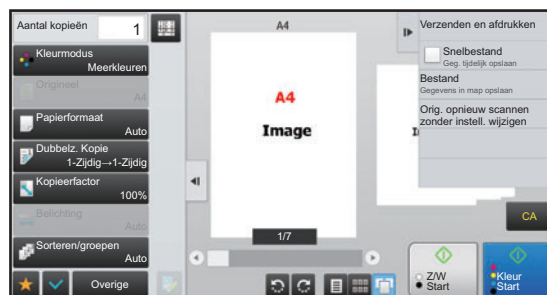 Aantal kopieën
1
Kleurmodus
Meerkleuren
Origineel
A4
Papierformaat
Auto
Dubbelz. Kopie
1-Zijdig→1-Zijdig
Kopieerfactor
100%
Belichting
Auto
Sorteren/groepen
Auto
Overige
A4
A4
Image
1/7
Verzenden en afdrukken
Snelbestand
Geg. tijdelijk opslaan
Bestand
Gegevens in map opslaan
Orig. opnieuw scannen
zonder instell. wijzigen
CA
Z/W
Start
Kleur
Start